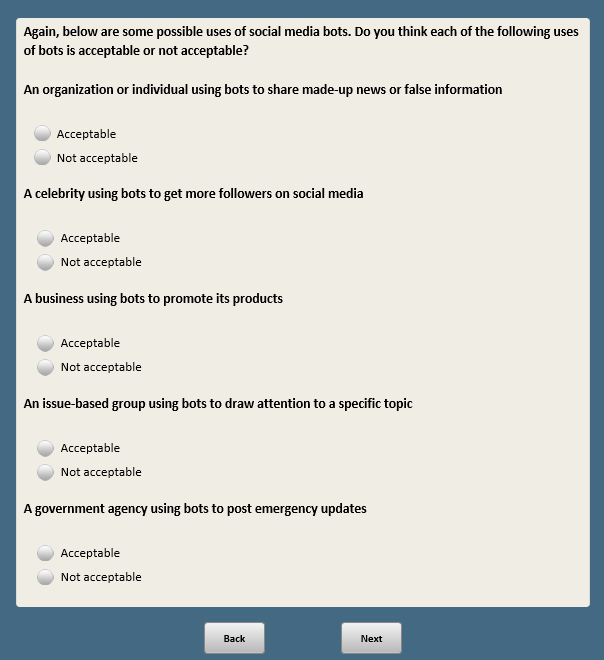 Again, below are some possible uses of social media bots. Do you think each of the following uses
of bots is acceptable or not acceptable?
An organization or individual using bots to share made-up news or false information
Acceptable
Not acceptable
A celebrity using bots to get more followers on social media
Acceptable
Not acceptable
A business using bots to promote its products
Acceptable
Not acceptable
An issue-based group using bots to draw attention to a specific topic
Acceptable
Not acceptable
A government agency using bots to post emergency updates
Acceptable
Not acceptable
Back
Next